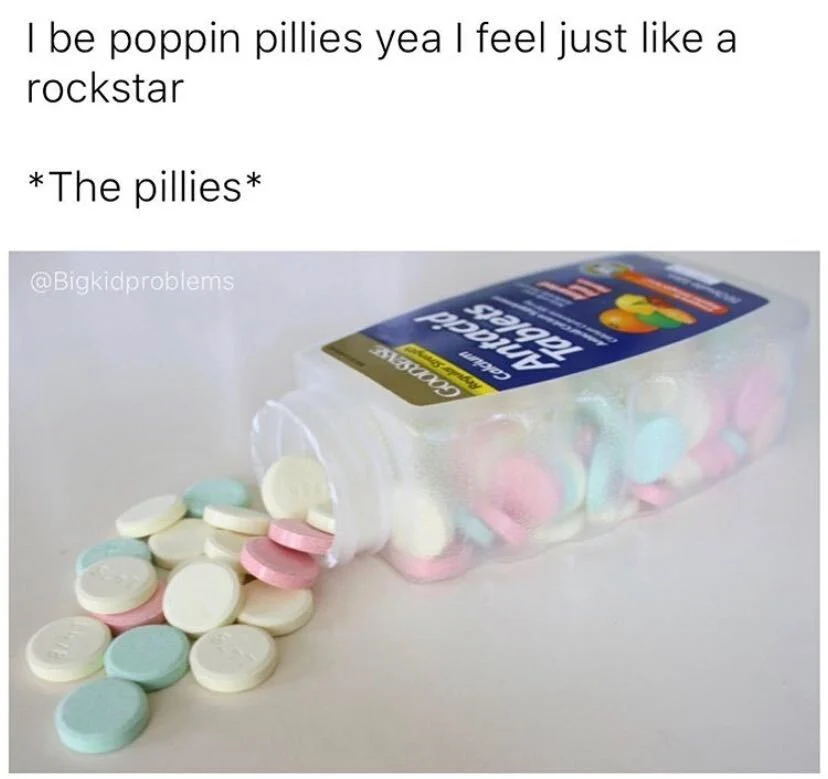 I be poppin pillies yea I feel just like a
rockstar
*The pillies*
@Bigkidproblems
GOODSENSE
Regular Strength
Calcium
Antacid
Tablets